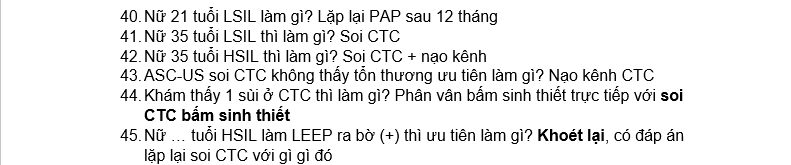 40. Nữ 21 tuổi LSIL làm gì? Lặp lại PAP sau 12 tháng
41. Nữ 35 tuổi LSIL thì làm gì? Soi CTC
42. Nữ 35 tuổi HSIL thì làm gì? Soi CTC + nạo kênh
43. ASC-US soi CTC không thấy tổn thương ưu tiên làm gì? Nạo kênh CTC
44. Khám thấy 1 sùi ở CTC thì làm gì? Phân vân bấm sinh thiết trực tiếp với soi
CTC bấm sinh thiết
45. Nữ … tuổi HSIL làm LEEP ra bờ (+) thì ưu tiên làm gì? Khoét lại, có đáp án
lặp lại soi CTC với gì gì đó